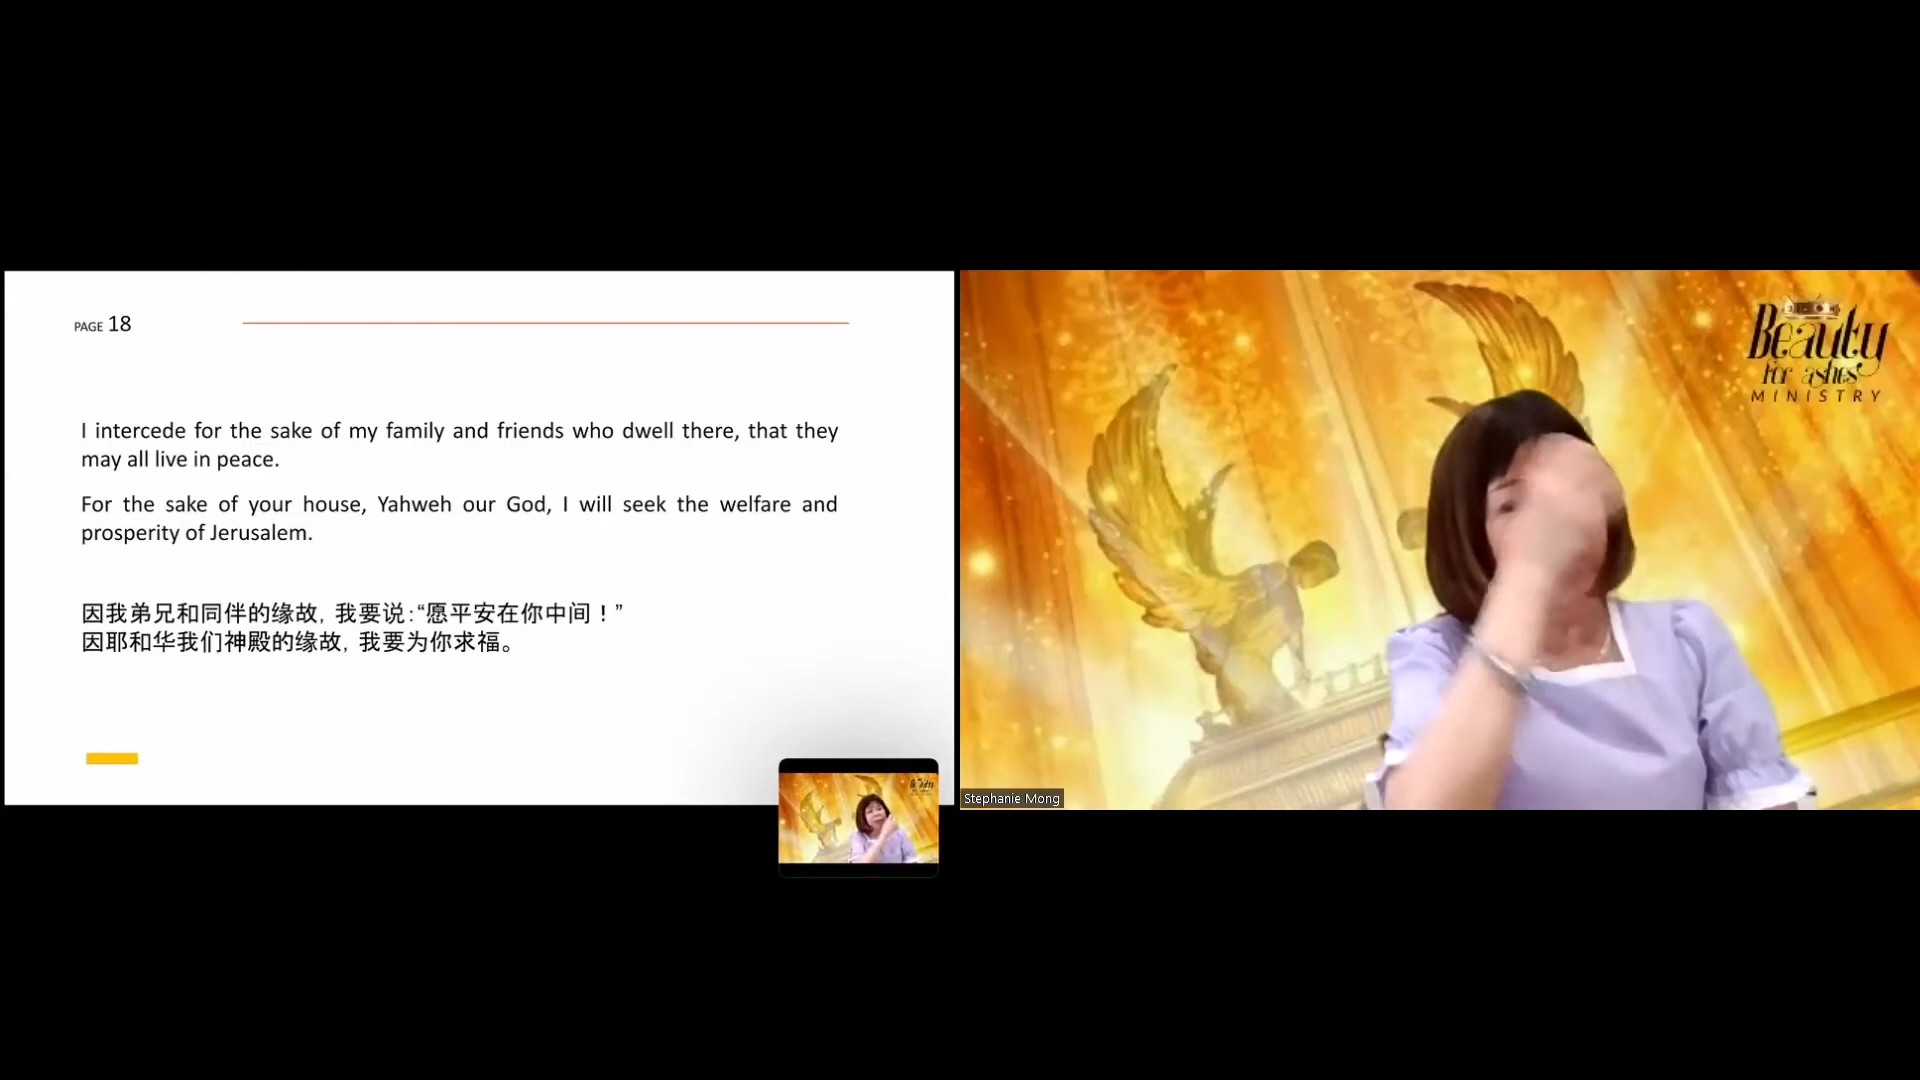 PAGE 18
I intercede for the sake of my family and friends who dwell there, that they
may all live in peace.
For the sake of your house, Yahweh our God, I will seek the welfare and
prosperity of Jerusalem.
因我弟兄和同伴的缘故, 我要说:“愿平安在你中间！”
因耶和华我们神殿的缘故, 我要为你求福。
Beauty
for ashes
MINISTRY
Stephanie Mong